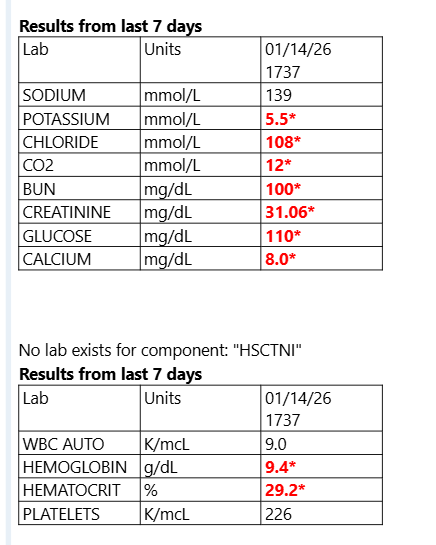 Results from last 7 days
Lab Units 01/14/26
1737
SODIUM mmol/L 139
POTASSIUM mmol/L 5.5*
CHLORIDE mmol/L 108*
CO2 mmol/L 12*
BUN mg/dL 100*
CREATININE mg/dL 31.06*
GLUCOSE mg/dL 110*
CALCIUM mg/dL 8.0*
No lab exists for component: "HSCTNI"
Results from last 7 days
Lab Units 01/14/26
1737
WBC AUTO K/mcL 9.0
HEMOGLOBIN g/dL 9.4*
HEMATOCRIT % 29.2*
PLATELETS K/mcL 226